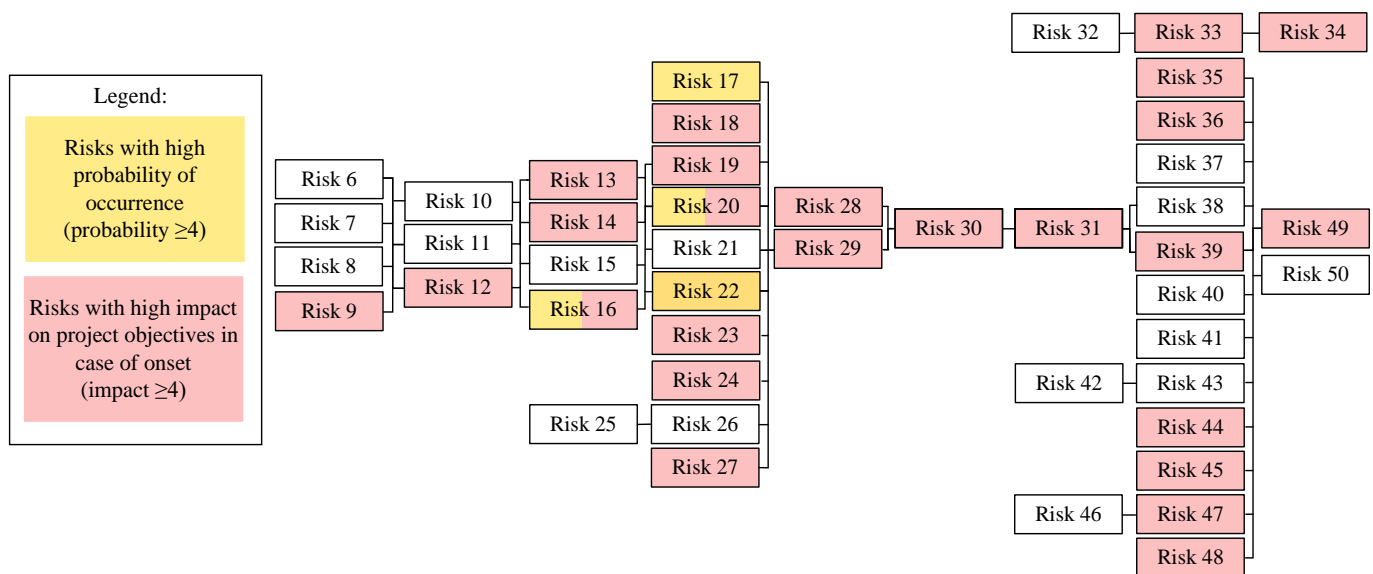 Legend:
Risks with high
probability of
occurrence
(probability ≥4)
Risks with high impact
on project objectives in
case of onset
(impact ≥4)
Risk 6
Risk 7
Risk 8
Risk 9
Risk 10
Risk 11
Risk 12
Risk 13
Risk 14
Risk 15
Risk 16
Risk 17
Risk 18
Risk 19
Risk 20
Risk 21
Risk 22
Risk 23
Risk 24
Risk 25
Risk 26
Risk 27
Risk 28
Risk 29
Risk 30
Risk 31
Risk 32
Risk 33
Risk 34
Risk 35
Risk 36
Risk 37
Risk 38
Risk 39
Risk 40
Risk 41
Risk 42
Risk 43
Risk 44
Risk 45
Risk 46
Risk 47
Risk 48
Risk 49
Risk 50